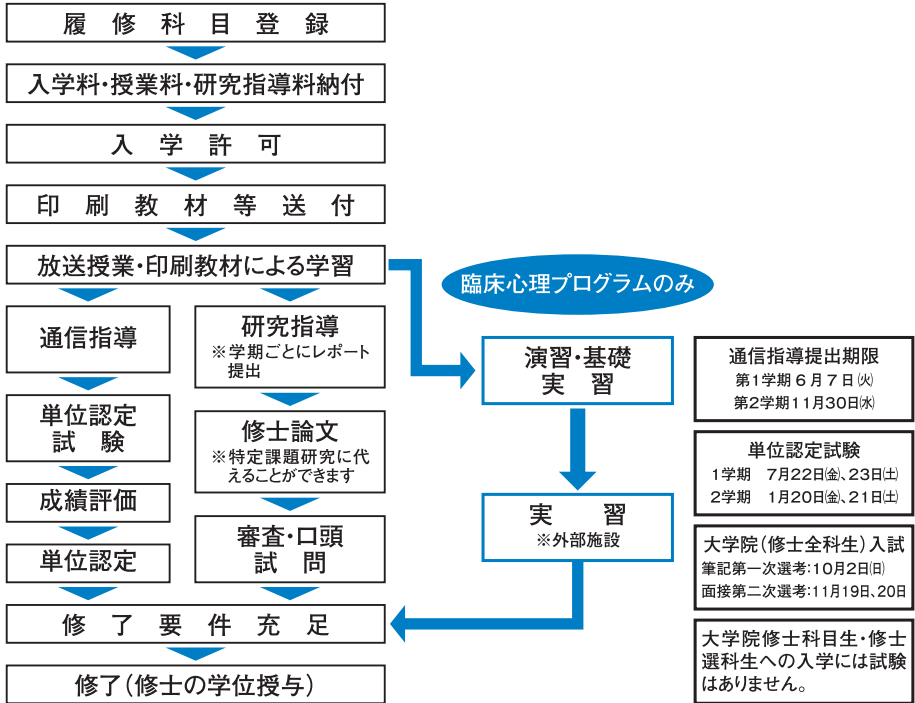 履修科目登録
入学料・授業料・研究指導料納付
入学許可
印刷教材等送付
放送授業・印刷教材による学習
通信指導
単位認定
試験
成績評価
単位認定
研究指導
※学期ごとにレポート
提出
修士論文
※特定課題研究に代
えることができます
審査・口頭
試問
修了要件充足
修了(修士の学位授与)
臨床心理プログラムのみ
演習・基礎
実習
実習
※外部施設
通信指導提出期限
第1学期6月7日㈫
第2学期11月30日㈬
単位認定試験
1学期 7月22日㈮、23日㈯
2学期 1月20日㈮、21日㈯
大学院(修士全科生)入試
筆記第一次選考:10月2日㈰
面接第二次選考:11月19日、20日
大学院修士科目生・修士
選科生への入学には試験
はありません。